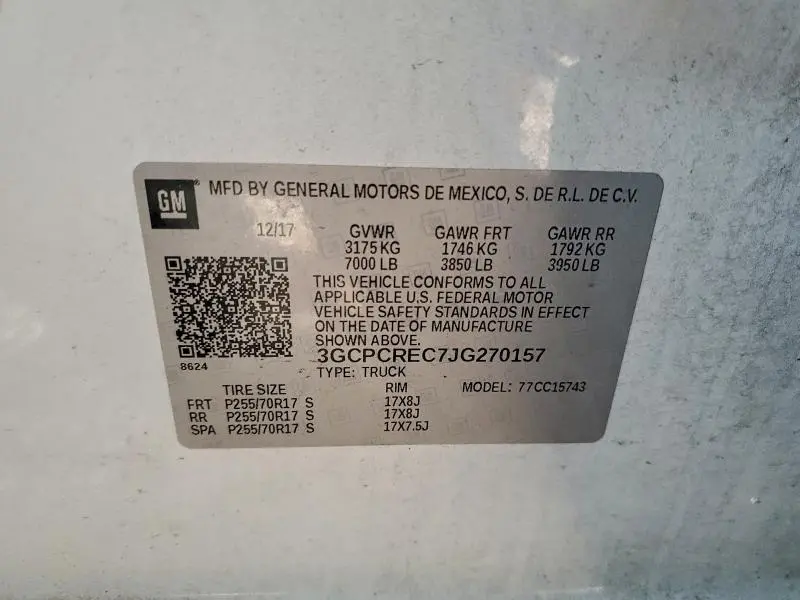 GM ® MFD BY GENERAL MOTORS DE MEXICO, S. DE R.L. DE C.V.
12/17 GVWR GAWR FRT GAWR RR
3175 KG 1746 KG 1792 KG
7000 LB 3850 LB 3950 LB
THIS VEHICLE CONFORMS TO ALL
APPLICABLE U.S. FEDERAL MOTOR
VEHICLE SAFETY STANDARDS IN EFFECT
ON THE DATE OF MANUFACTURE
SHOWN ABOVE.
3GCPCREC7JG270157
8624 TYPE: TRUCK
TIRE SIZE RIM MODEL: 77CC15743
FRT P255/70R17 S 17X8J
RR P255/70R17 S 17X8J
SPA P255/70R17 S 17X7.5J